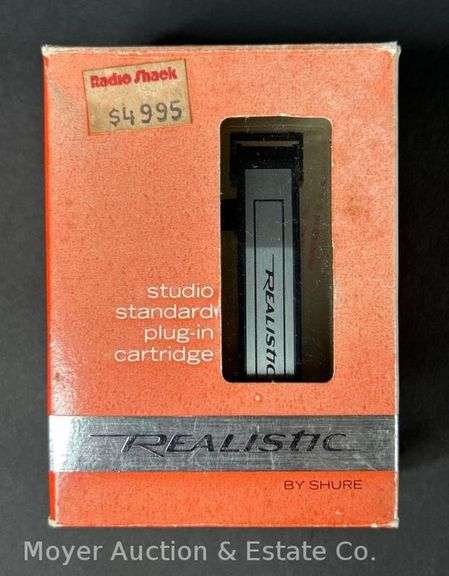 Radio Shack
$4995
REALISTIC
studio
standard
plug-in
cartridge
REALISTIC
BY SHURE
Moyer Auction & Estate Co.